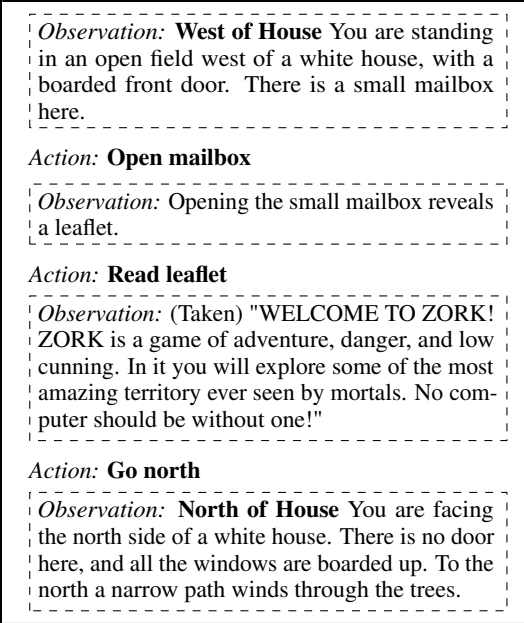 Observation: West of House You are standing
in an open field west of a white house, with a
boarded front door. There is a small mailbox
here.
Action: Open mailbox
Observation: Opening the small mailbox reveals
a leaflet.
Action: Read leaflet
Observation: (Taken) "WELCOME TO ZORK!
ZORK is a game of adventure, danger, and low
cunning. In it you will explore some of the most
amazing territory ever seen by mortals. No com-
puter should be without one!"
Action: Go north
Observation: North of House You are facing
the north side of a white house. There is no door
here, and all the windows are boarded up. To the
north a narrow path winds through the trees.